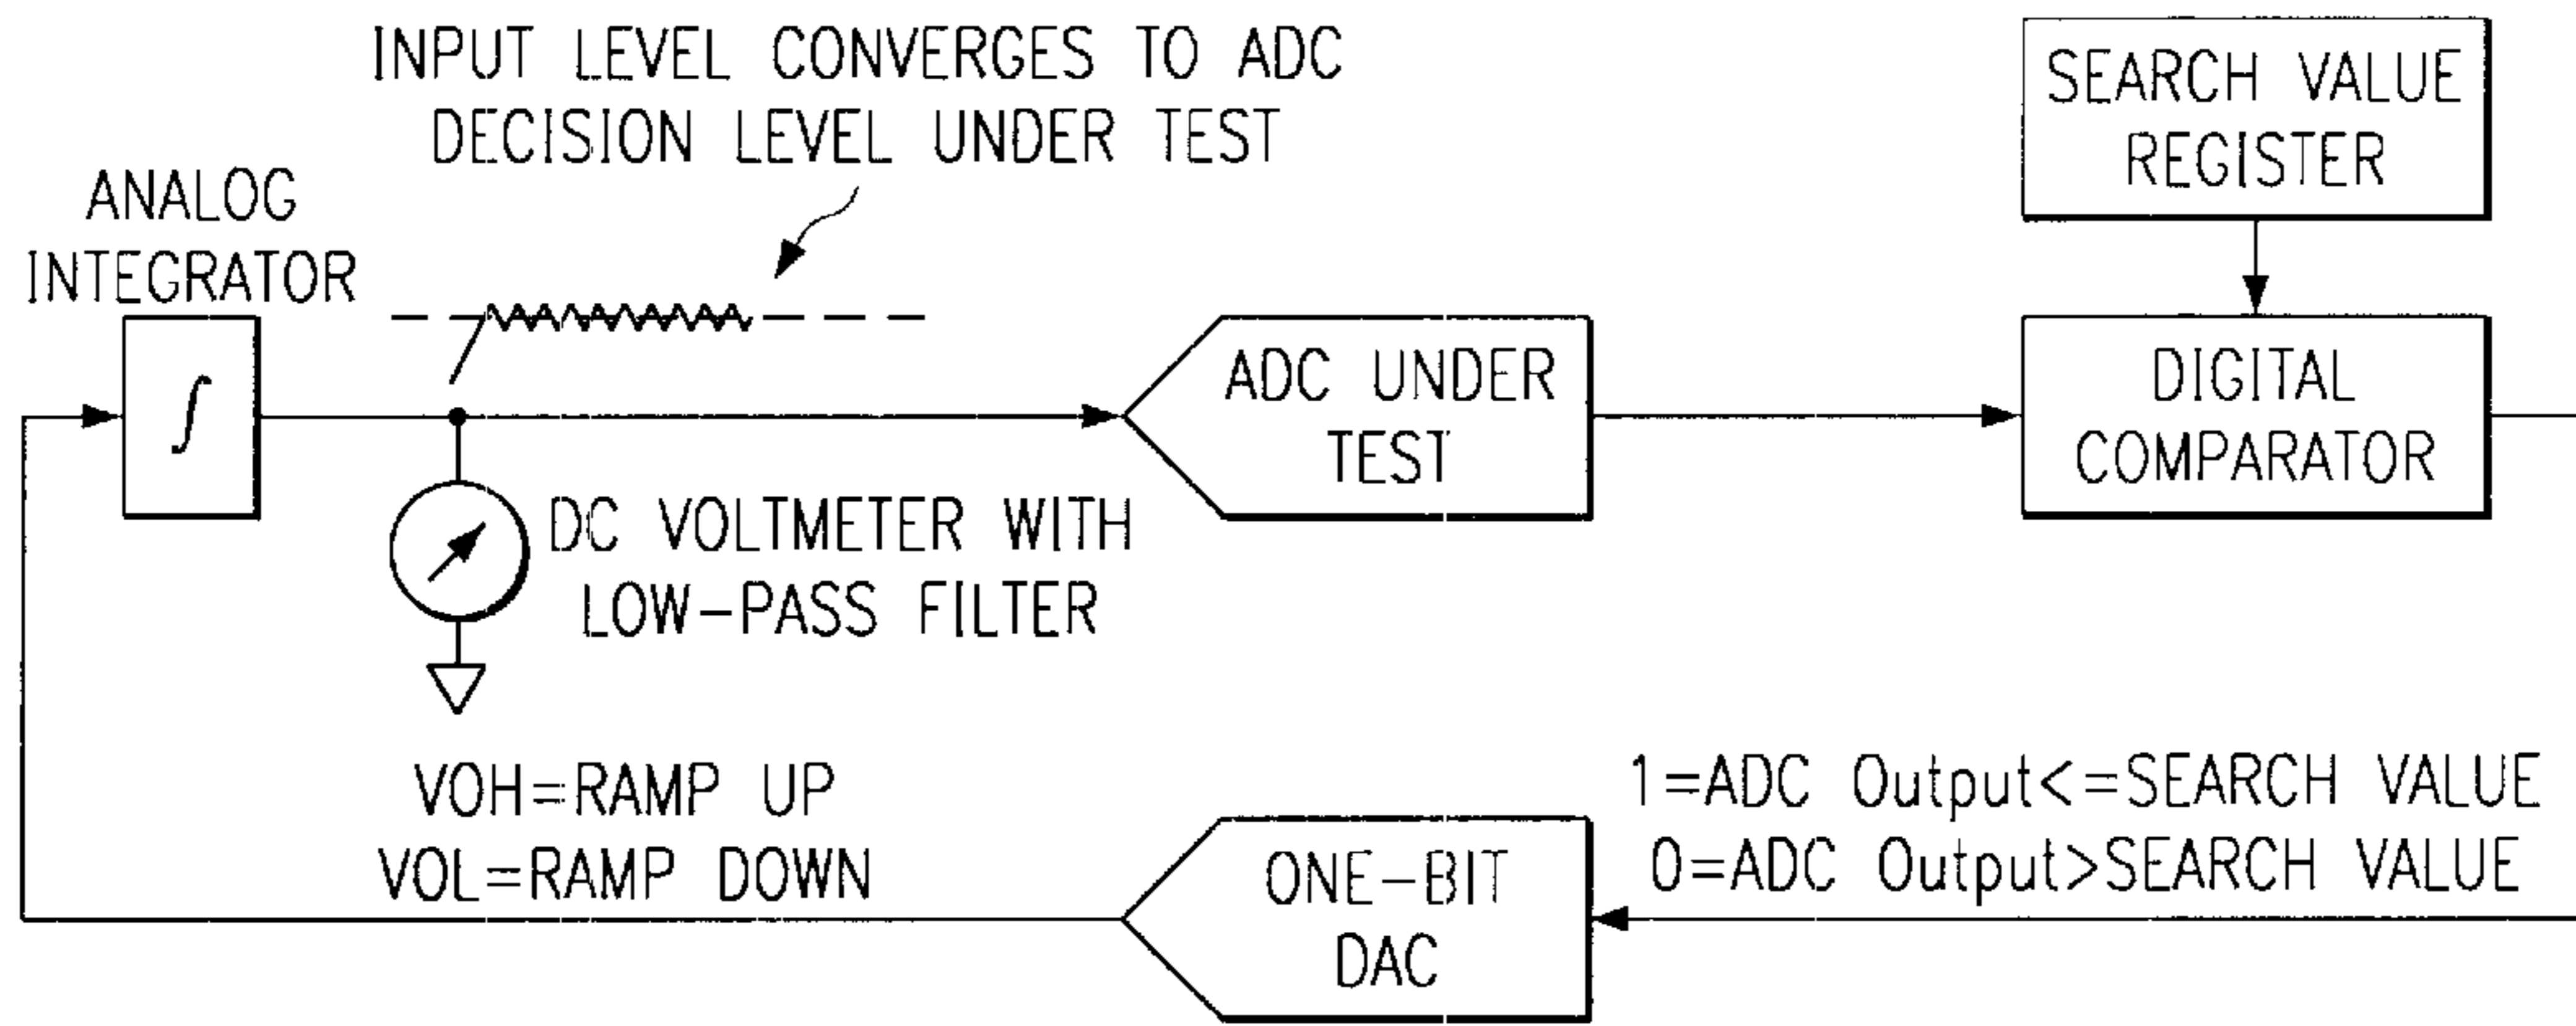 INPUT LEVEL CONVERGES TO ADC
DECISION LEVEL UNDER TEST
SEARCH VALUE
REGISTER
ANALOG
INTEGRATOR
∫
ADC UNDER
TEST
DIGITAL
COMPARATOR
DC VOLTMETER WITH
LOW-PASS FILTER
VOH=RAMP UP
VOL=RAMP DOWN
1=ADC Output<=SEARCH VALUE
0=ADC Output>SEARCH VALUE
ONE-BIT
DAC